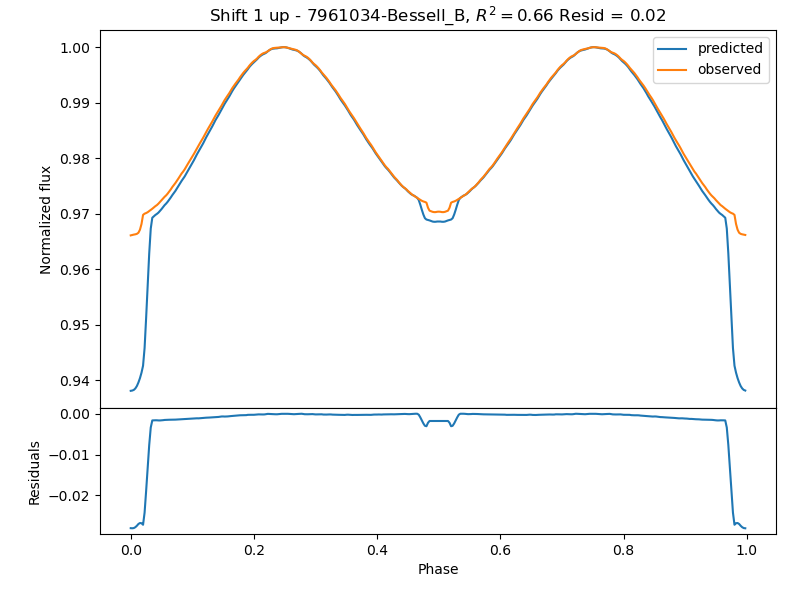 Shift 1 up - 7961034-Bessell_B, R² = 0.66 Resid = 0.02
predicted
observed
Normalized flux
1.00
0.99
0.98
0.97
0.96
0.95
0.94
Residuals
0.00
−0.01
−0.02
0.0 0.2 0.4 0.6 0.8 1.0
Phase